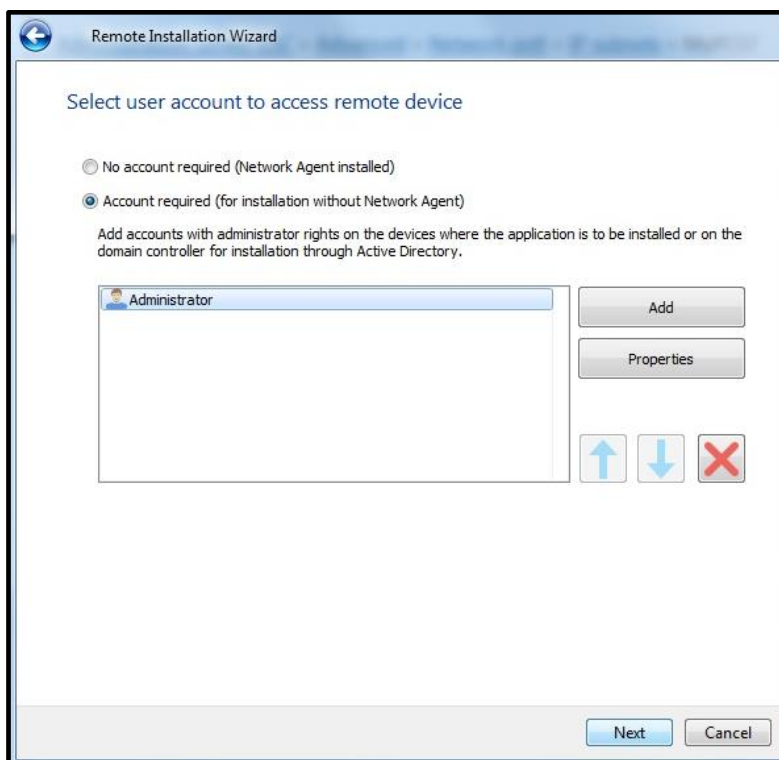 Remote Installation Wizard
Select user account to access remote device
No account required (Network Agent installed)
Account required (for installation without Network Agent)
Add accounts with administrator rights on the devices where the application is to be installed or on the
domain controller for installation through Active Directory.
Administrator
Add
Properties
Next
Cancel